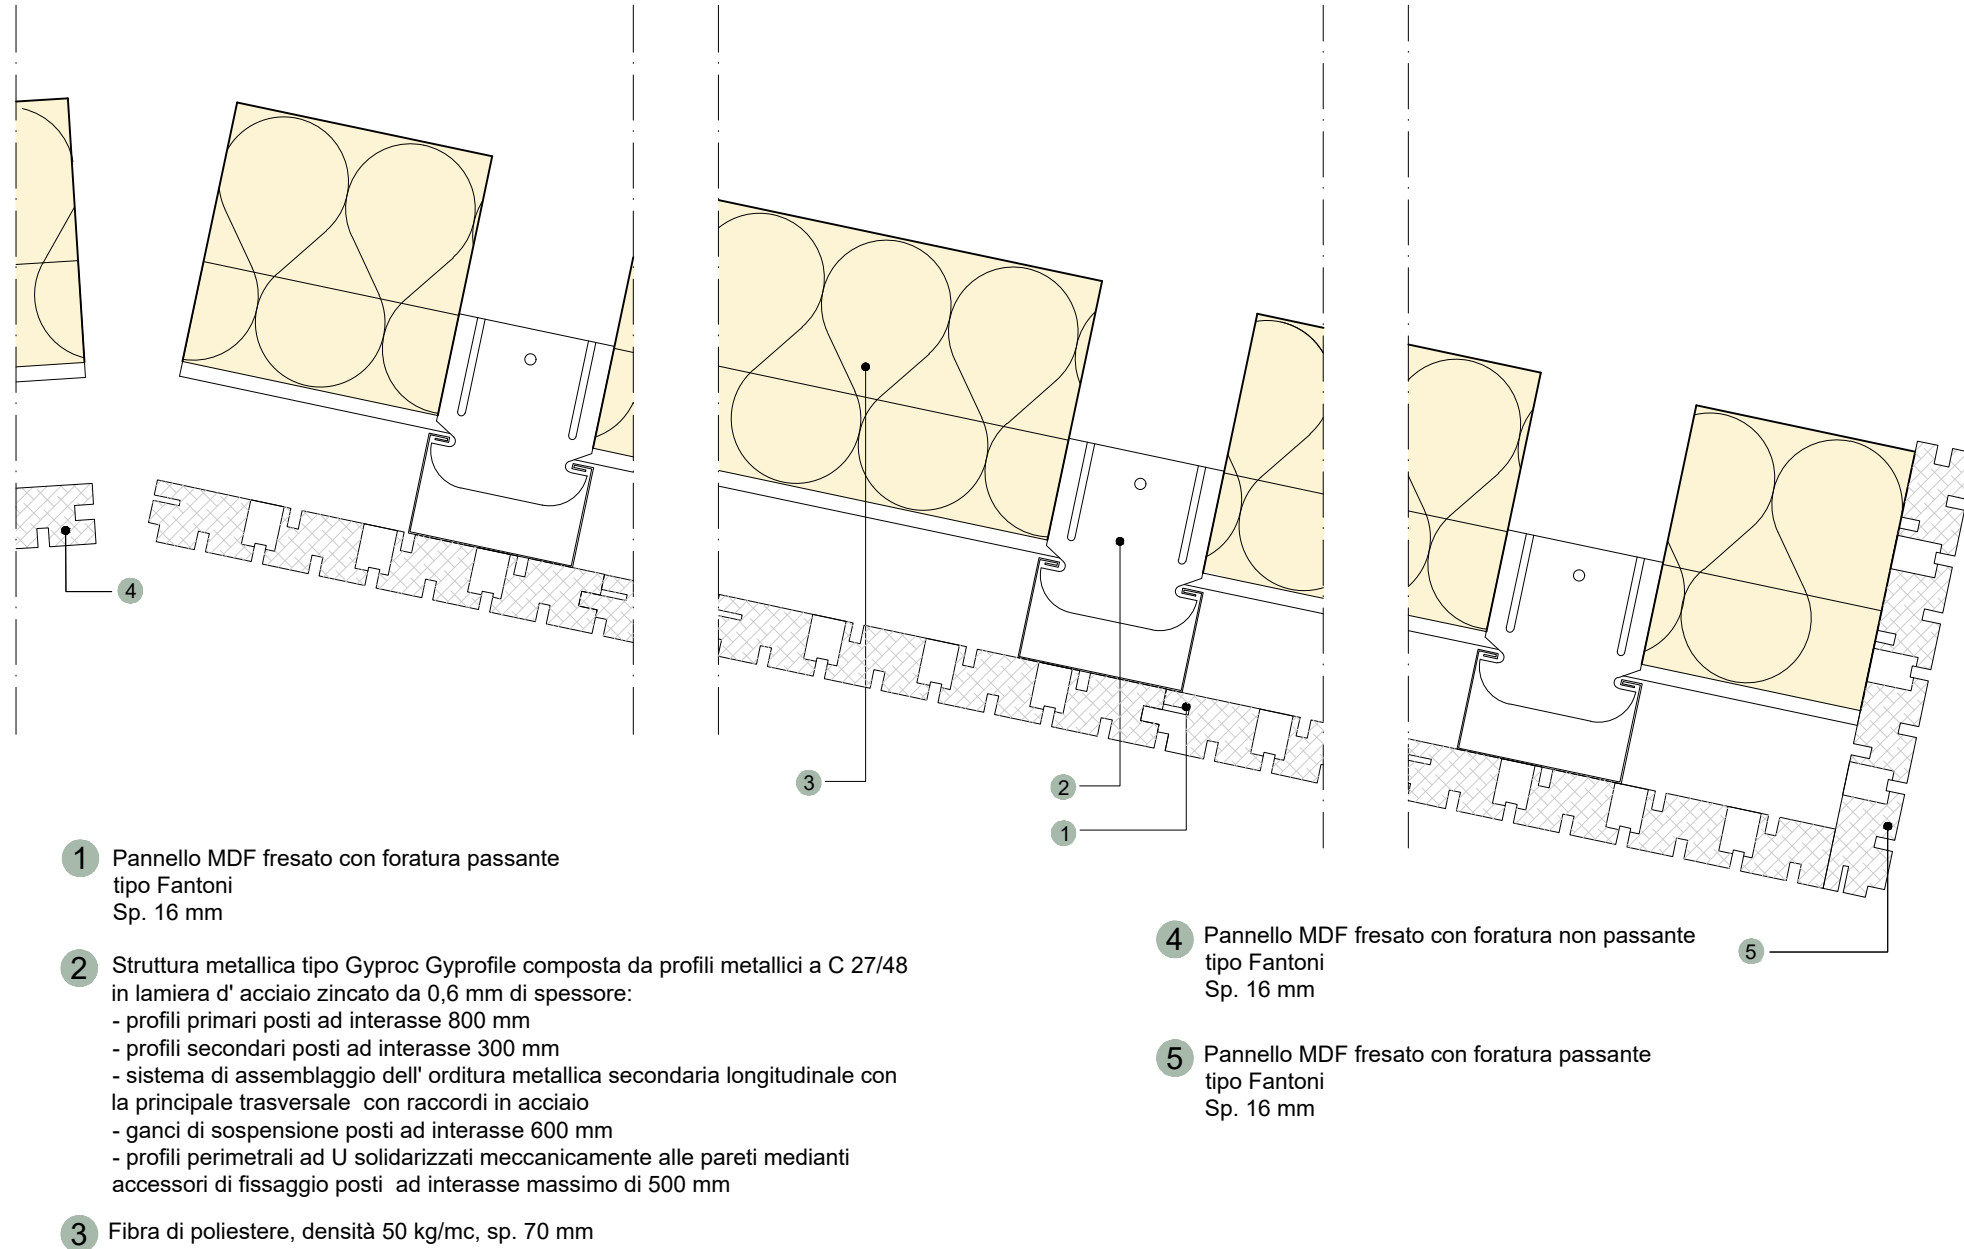 4
3
2
1
5
1 Pannello MDF fresato con foratura passante
tipo Fantoni
Sp. 16 mm
2 Struttura metallica tipo Gyproc Gyprofile composta da profili metallici a C 27/48
in lamiera d' acciaio zincato da 0,6 mm di spessore:
- profili primari posti ad interasse 800 mm
- profili secondari posti ad interasse 300 mm
- sistema di assemblaggio dell' orditura metallica secondaria longitudinale con
la principale trasversale  con raccordi in acciaio
- ganci di sospensione posti ad interasse 600 mm
- profili perimetrali ad U solidarizzati meccanicamente alle pareti medianti
accessori di fissaggio posti  ad interasse massimo di 500 mm
3 Fibra di poliestere, densità 50 kg/mc, sp. 70 mm
4 Pannello MDF fresato con foratura non passante
tipo Fantoni
Sp. 16 mm
5 Pannello MDF fresato con foratura passante
tipo Fantoni
Sp. 16 mm